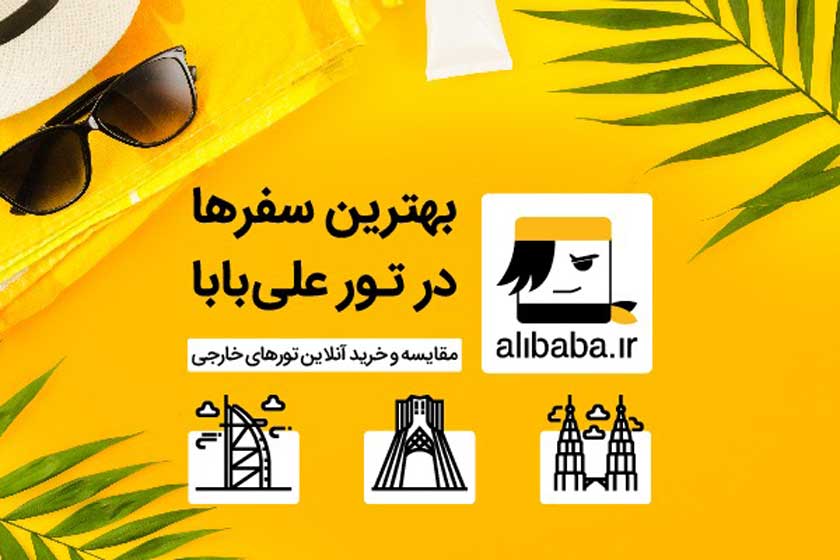 بهترین سفرها
در تور علی‌بابا
مقایسه و خرید آنلاین تورهای خارجی
alibaba.ir